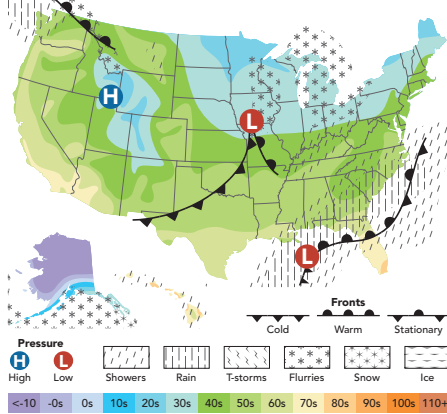 H
L
L
Fronts
Cold Warm Stationary
Pressure
H L
High Low Showers Rain T-storms Flurries Snow Ice
<-10 -0s 0s 10s 20s 30s 40s 50s 60s 70s 80s 90s 100s 110+